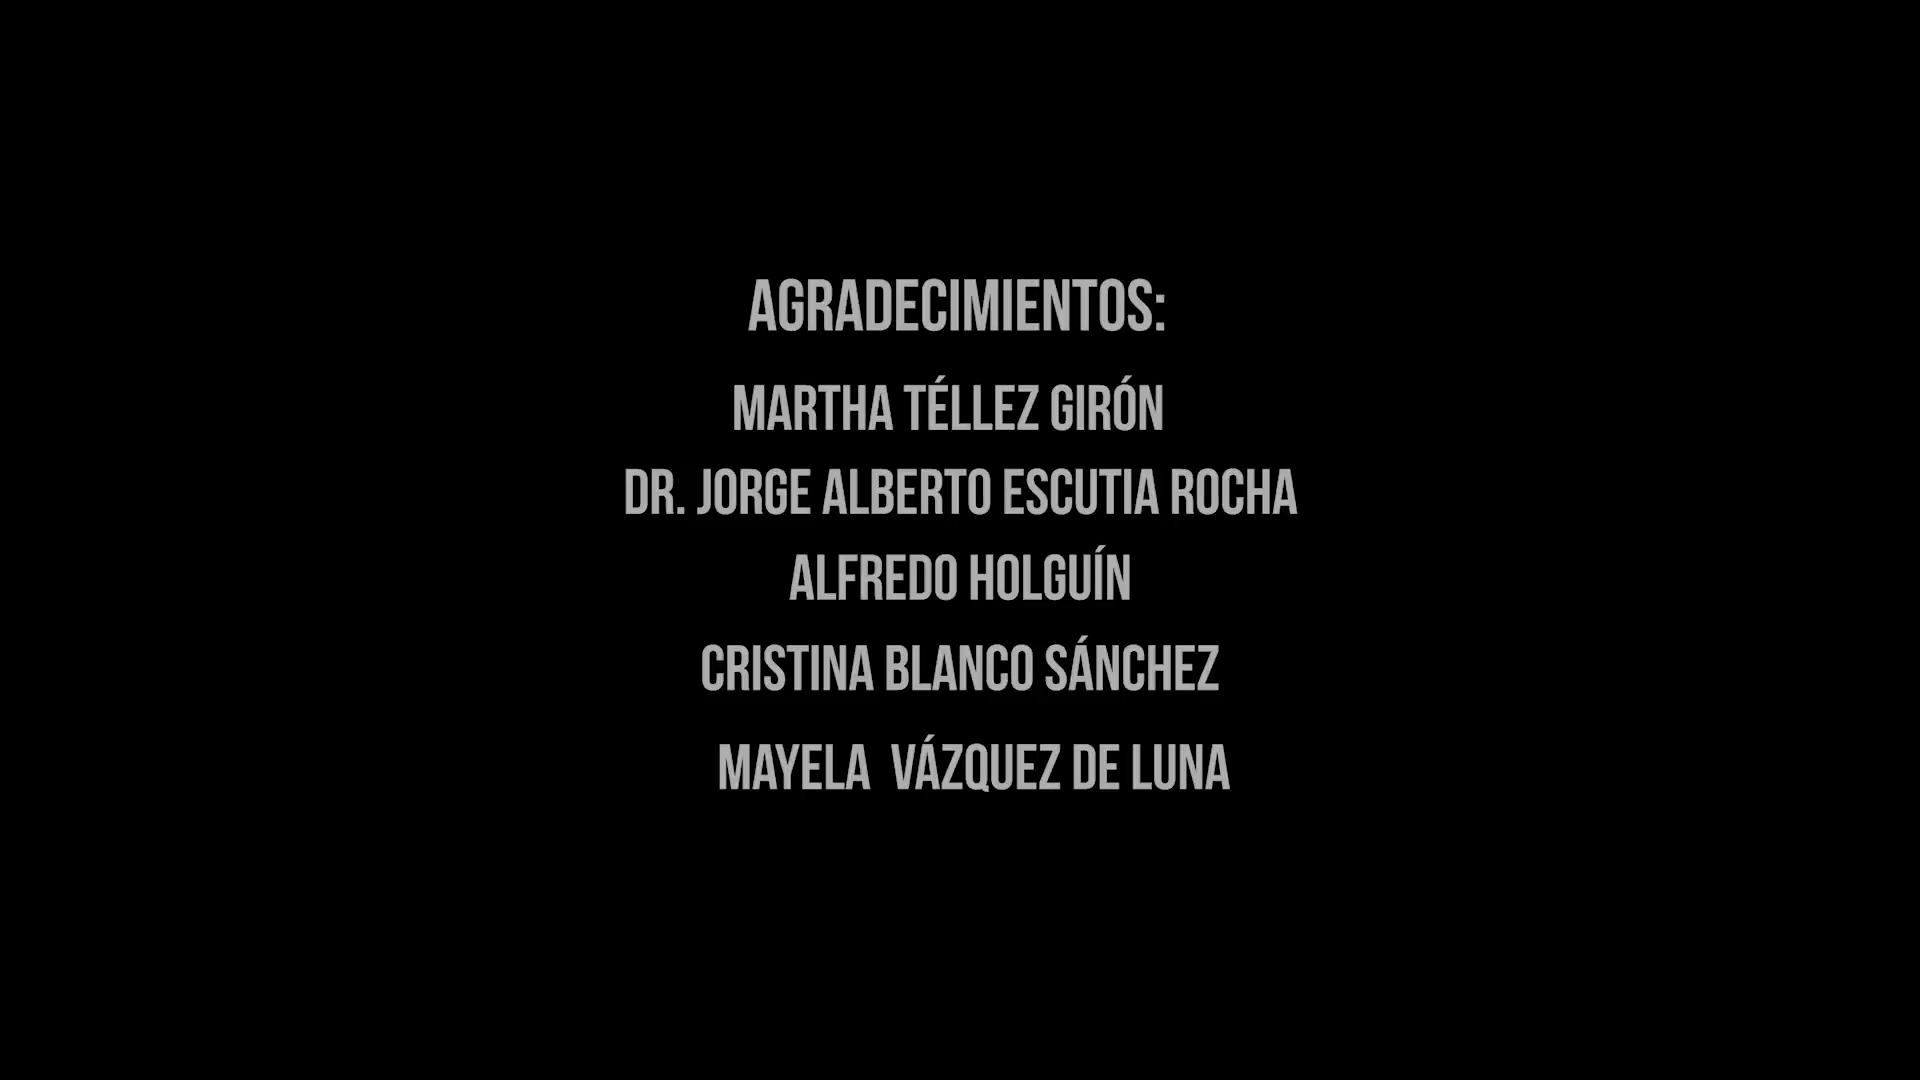 AGRADECIMIENTOS:
MARTHA TÉLLEZ GIRÓN
DR. JORGE ALBERTO ESCUTIA ROCHA
ALFREDO HOLGUÍN
CRISTINA BLANCO SÁNCHEZ
MAYELA  VÁZQUEZ DE LUNA